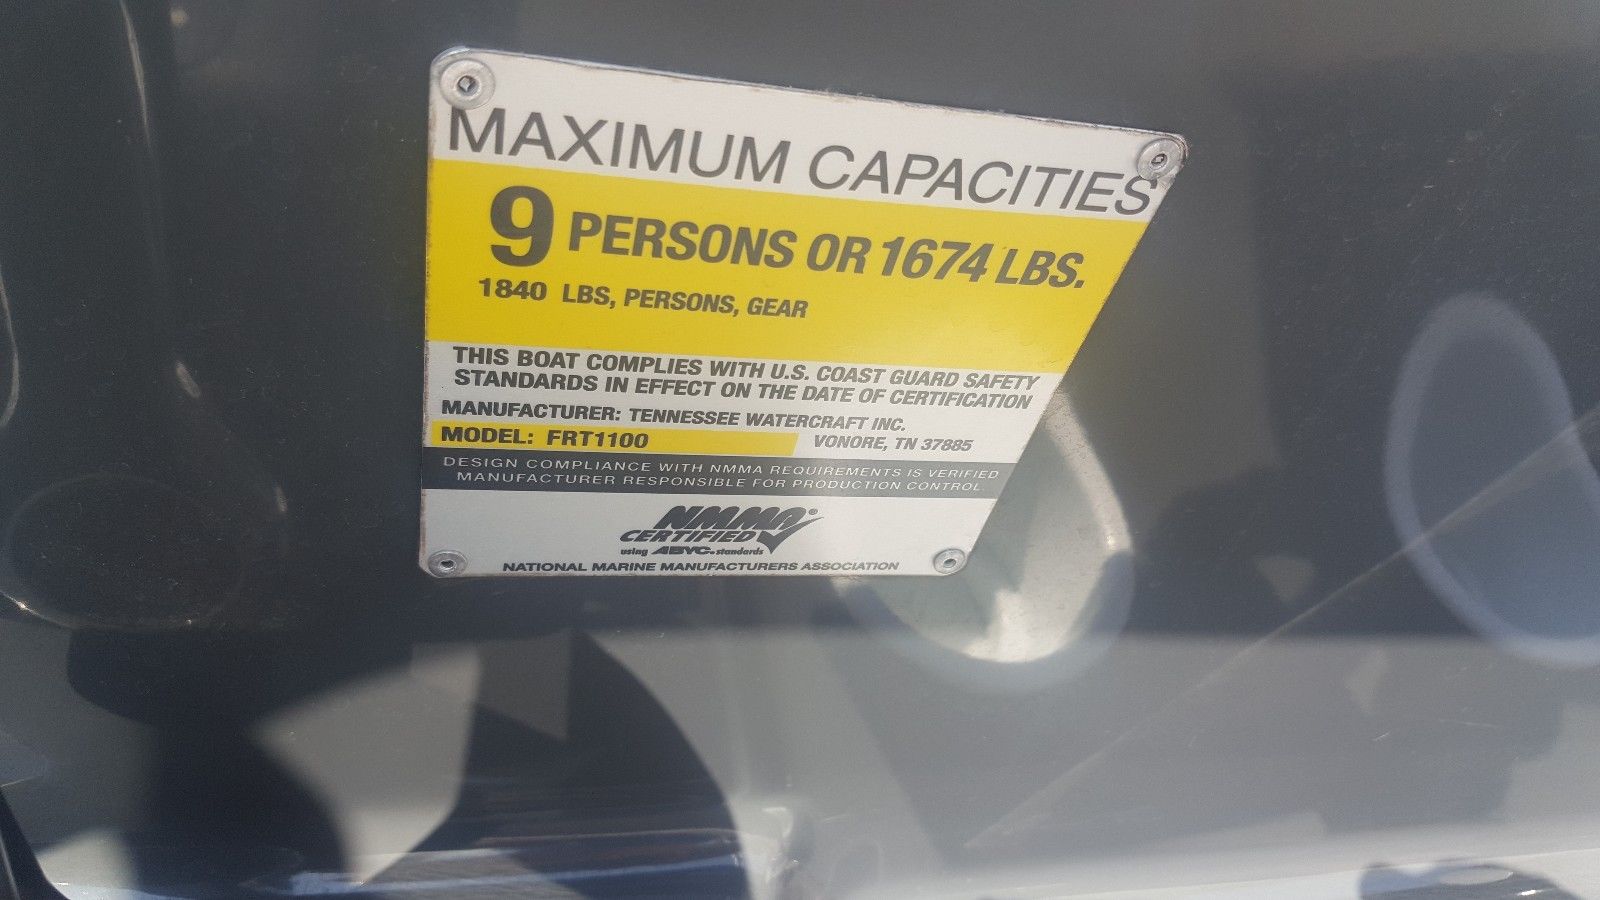 MAXIMUM CAPACITIES
9 PERSONS OR 1674 LBS.
1840 LBS, PERSONS, GEAR
THIS BOAT COMPLIES WITH U.S. COAST GUARD SAFETY
STANDARDS IN EFFECT ON THE DATE OF CERTIFICATION
MANUFACTURER: TENNESSEE WATERCRAFT INC.
MODEL: FRT1100 VONORE, TN 37885
DESIGN COMPLIANCE WITH NMMA REQUIREMENTS IS VERIFIED
MANUFACTURER RESPONSIBLE FOR PRODUCTION CONTROL.
NMMA®
CERTIFIED
using ABYC. standards
NATIONAL MARINE MANUFACTURERS ASSOCIATION